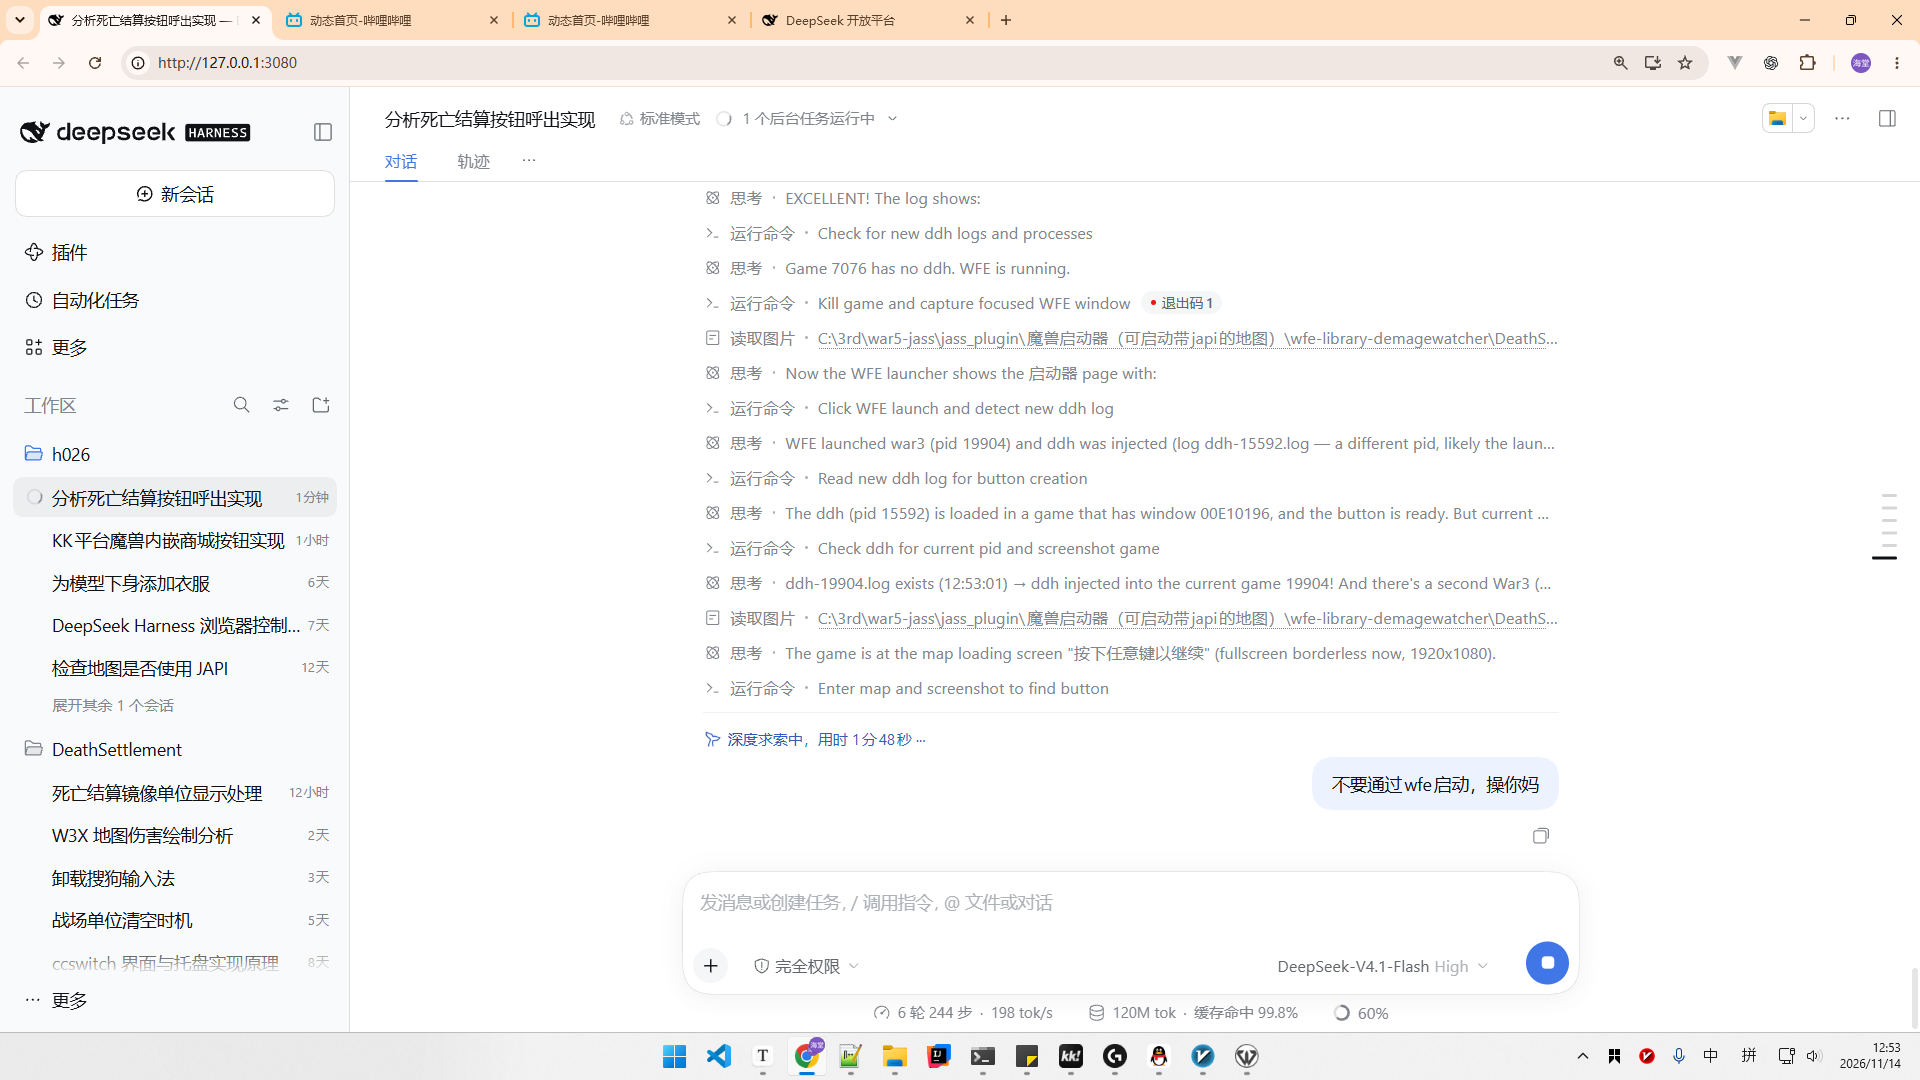 分析死亡结算按钮呼出实现 —
动态首页-哔哩哔哩
动态首页-哔哩哔哩
DeepSeek 开放平台
http://127.0.0.1:3080
海堂
deepseek HARNESS
新会话
插件
自动化任务
更多
工作区
h026
分析死亡结算按钮呼出实现 1分钟
KK平台魔兽内嵌商城按钮实现 1小时
为模型下身添加衣服 6天
DeepSeek Harness 浏览器控制... 7天
检查地图是否使用 JAPI 12天
展开其余 1 个会话
DeathSettlement
死亡结算镜像单位显示处理 12小时
W3X 地图伤害绘制分析 2天
卸载搜狗输入法 3天
战场单位清空时机 5天
ccswitch 界面与托盘实现原理 8天
更多
分析死亡结算按钮呼出实现 标准模式 1 个后台任务运行中
对话 轨迹 ...
思考 · EXCELLENT! The log shows:
运行命令 · Check for new ddh logs and processes
思考 · Game 7076 has no ddh. WFE is running.
运行命令 · Kill game and capture focused WFE window 退出码 1
读取图片 · C:\3rd\war5-jass\jass_plugin\魔兽启动器（可启动带japi的地图）\wfe-library-demagewatcher\DeathS...
思考 · Now the WFE launcher shows the 启动器 page with:
运行命令 · Click WFE launch and detect new ddh log
思考 · WFE launched war3 (pid 19904) and ddh was injected (log ddh-15592.log — a different pid, likely the laun...
运行命令 · Read new ddh log for button creation
思考 · The ddh (pid 15592) is loaded in a game that has window 00E10196, and the button is ready. But current ...
运行命令 · Check ddh for current pid and screenshot game
思考 · ddh-19904.log exists (12:53:01) → ddh injected into the current game 19904! And there's a second War3 (...
读取图片 · C:\3rd\war5-jass\jass_plugin\魔兽启动器（可启动带japi的地图）\wfe-library-demagewatcher\DeathS...
思考 · The game is at the map loading screen "按下任意键以继续" (fullscreen borderless now, 1920x1080).
运行命令 · Enter map and screenshot to find button
深度求索中，用时 1分48秒 ...
不要通过wfe启动，操你妈
发消息或创建任务, / 调用指令, @ 文件或对话
完全权限
DeepSeek-V4.1-Flash High
6 轮 244 步 · 198 tok/s 120M tok · 缓存命中 99.8% 60%
中 拼
12:53
2026/11/14